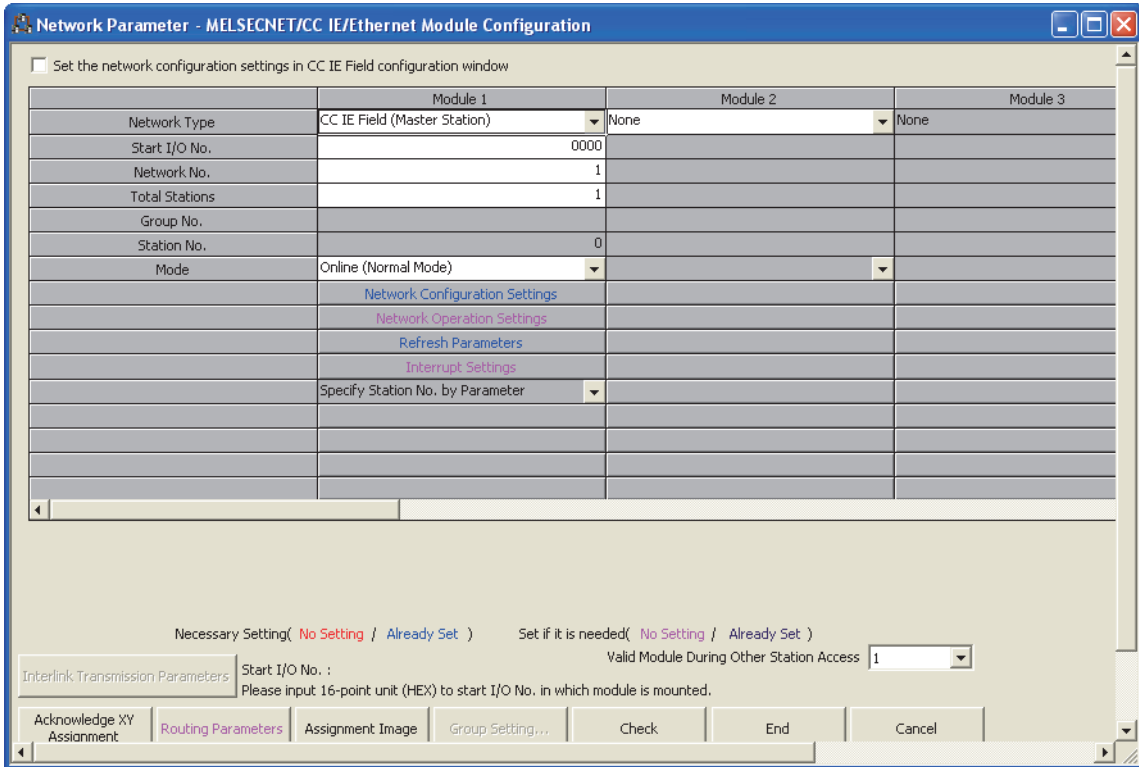 Network Parameter - MELSECNET/CC IE/Ethernet Module Configuration
Set the network configuration settings in CC IE Field configuration window
Module 1 Module 2 Module 3
Network Type CC IE Field (Master Station) None None
Start I/O No. 0000
Network No. 1
Total Stations 1
Group No.
Station No. 0
Mode Online (Normal Mode)
Network Configuration Settings
Network Operation Settings
Refresh Parameters
Interrupt Settings
Specify Station No. by Parameter
Necessary Setting( No Setting / Already Set ) Set if it is needed( No Setting / Already Set )
Valid Module During Other Station Access 1
Interlink Transmission Parameters Start I/O No. :
Please input 16-point unit (HEX) to start I/O No. in which module is mounted.
Acknowledge XY Assignment Routing Parameters Assignment Image Group Setting... Check End Cancel